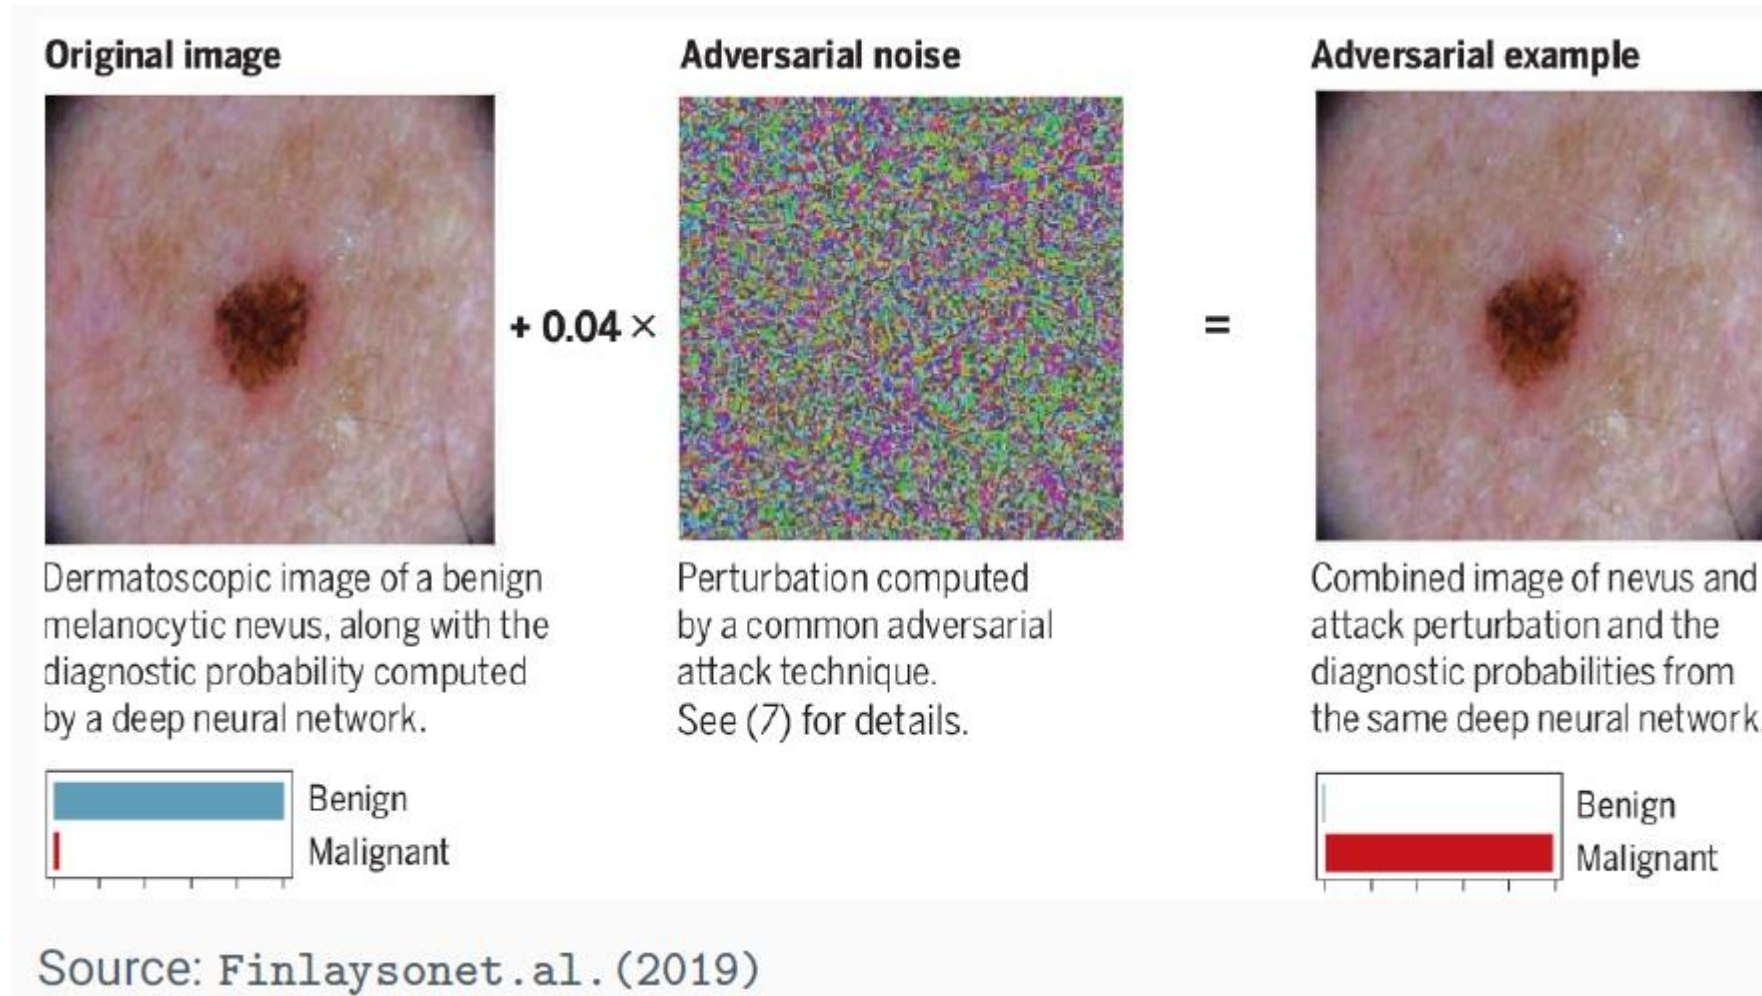 Original image
Adversarial noise
Adversarial example
+ 0.04 ×
=
Dermatoscopic image of a benign
melanocytic nevus, along with the
diagnostic probability computed
by a deep neural network.
Perturbation computed
by a common adversarial
attack technique.
See (7) for details.
Combined image of nevus and
attack perturbation and the
diagnostic probabilities from
the same deep neural network.
Benign
Malignant
Benign
Malignant
Source: Finlaysonet.al.(2019)